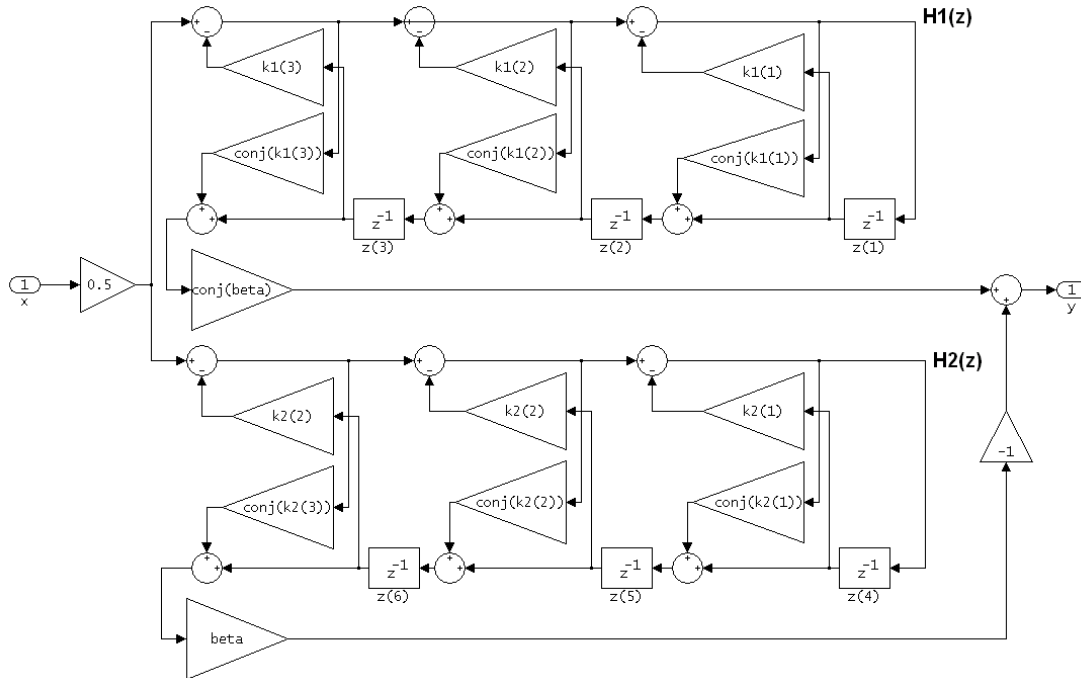 H1(z)
k1(3)
k1(2)
k1(1)
conj(k1(3))
conj(k1(2))
conj(k1(1))
z-1
z(3)
z-1
z(2)
z-1
z(1)
1
x
0.5
conj(beta)
1
y
H2(z)
k2(2)
k2(2)
k2(1)
-1
conj(k2(3))
conj(k2(2))
conj(k2(1))
z-1
z(6)
z-1
z(5)
z-1
z(4)
beta